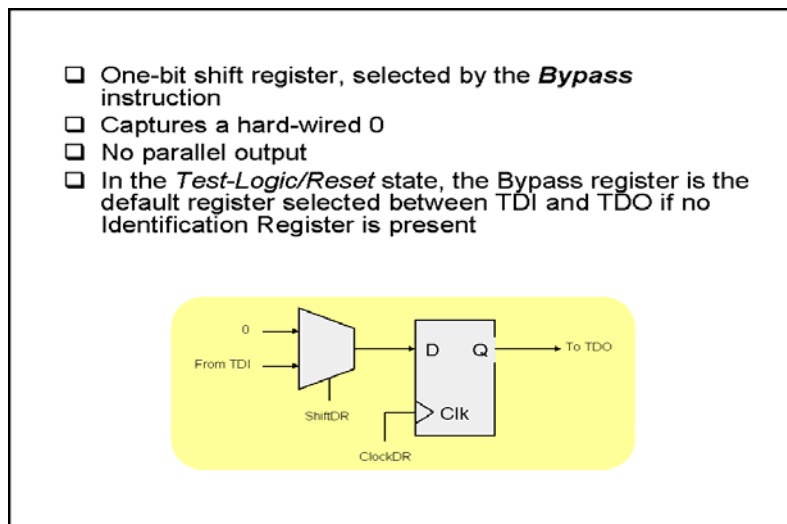 ❑ One-bit shift register, selected by the Bypass
instruction
❑ Captures a hard-wired 0
❑ No parallel output
❑ In the Test-Logic/Reset state, the Bypass register is the
default register selected between TDI and TDO if no
Identification Register is present
0
From TDI
ShiftDR
D Q
Clk
ClockDR
To TDO